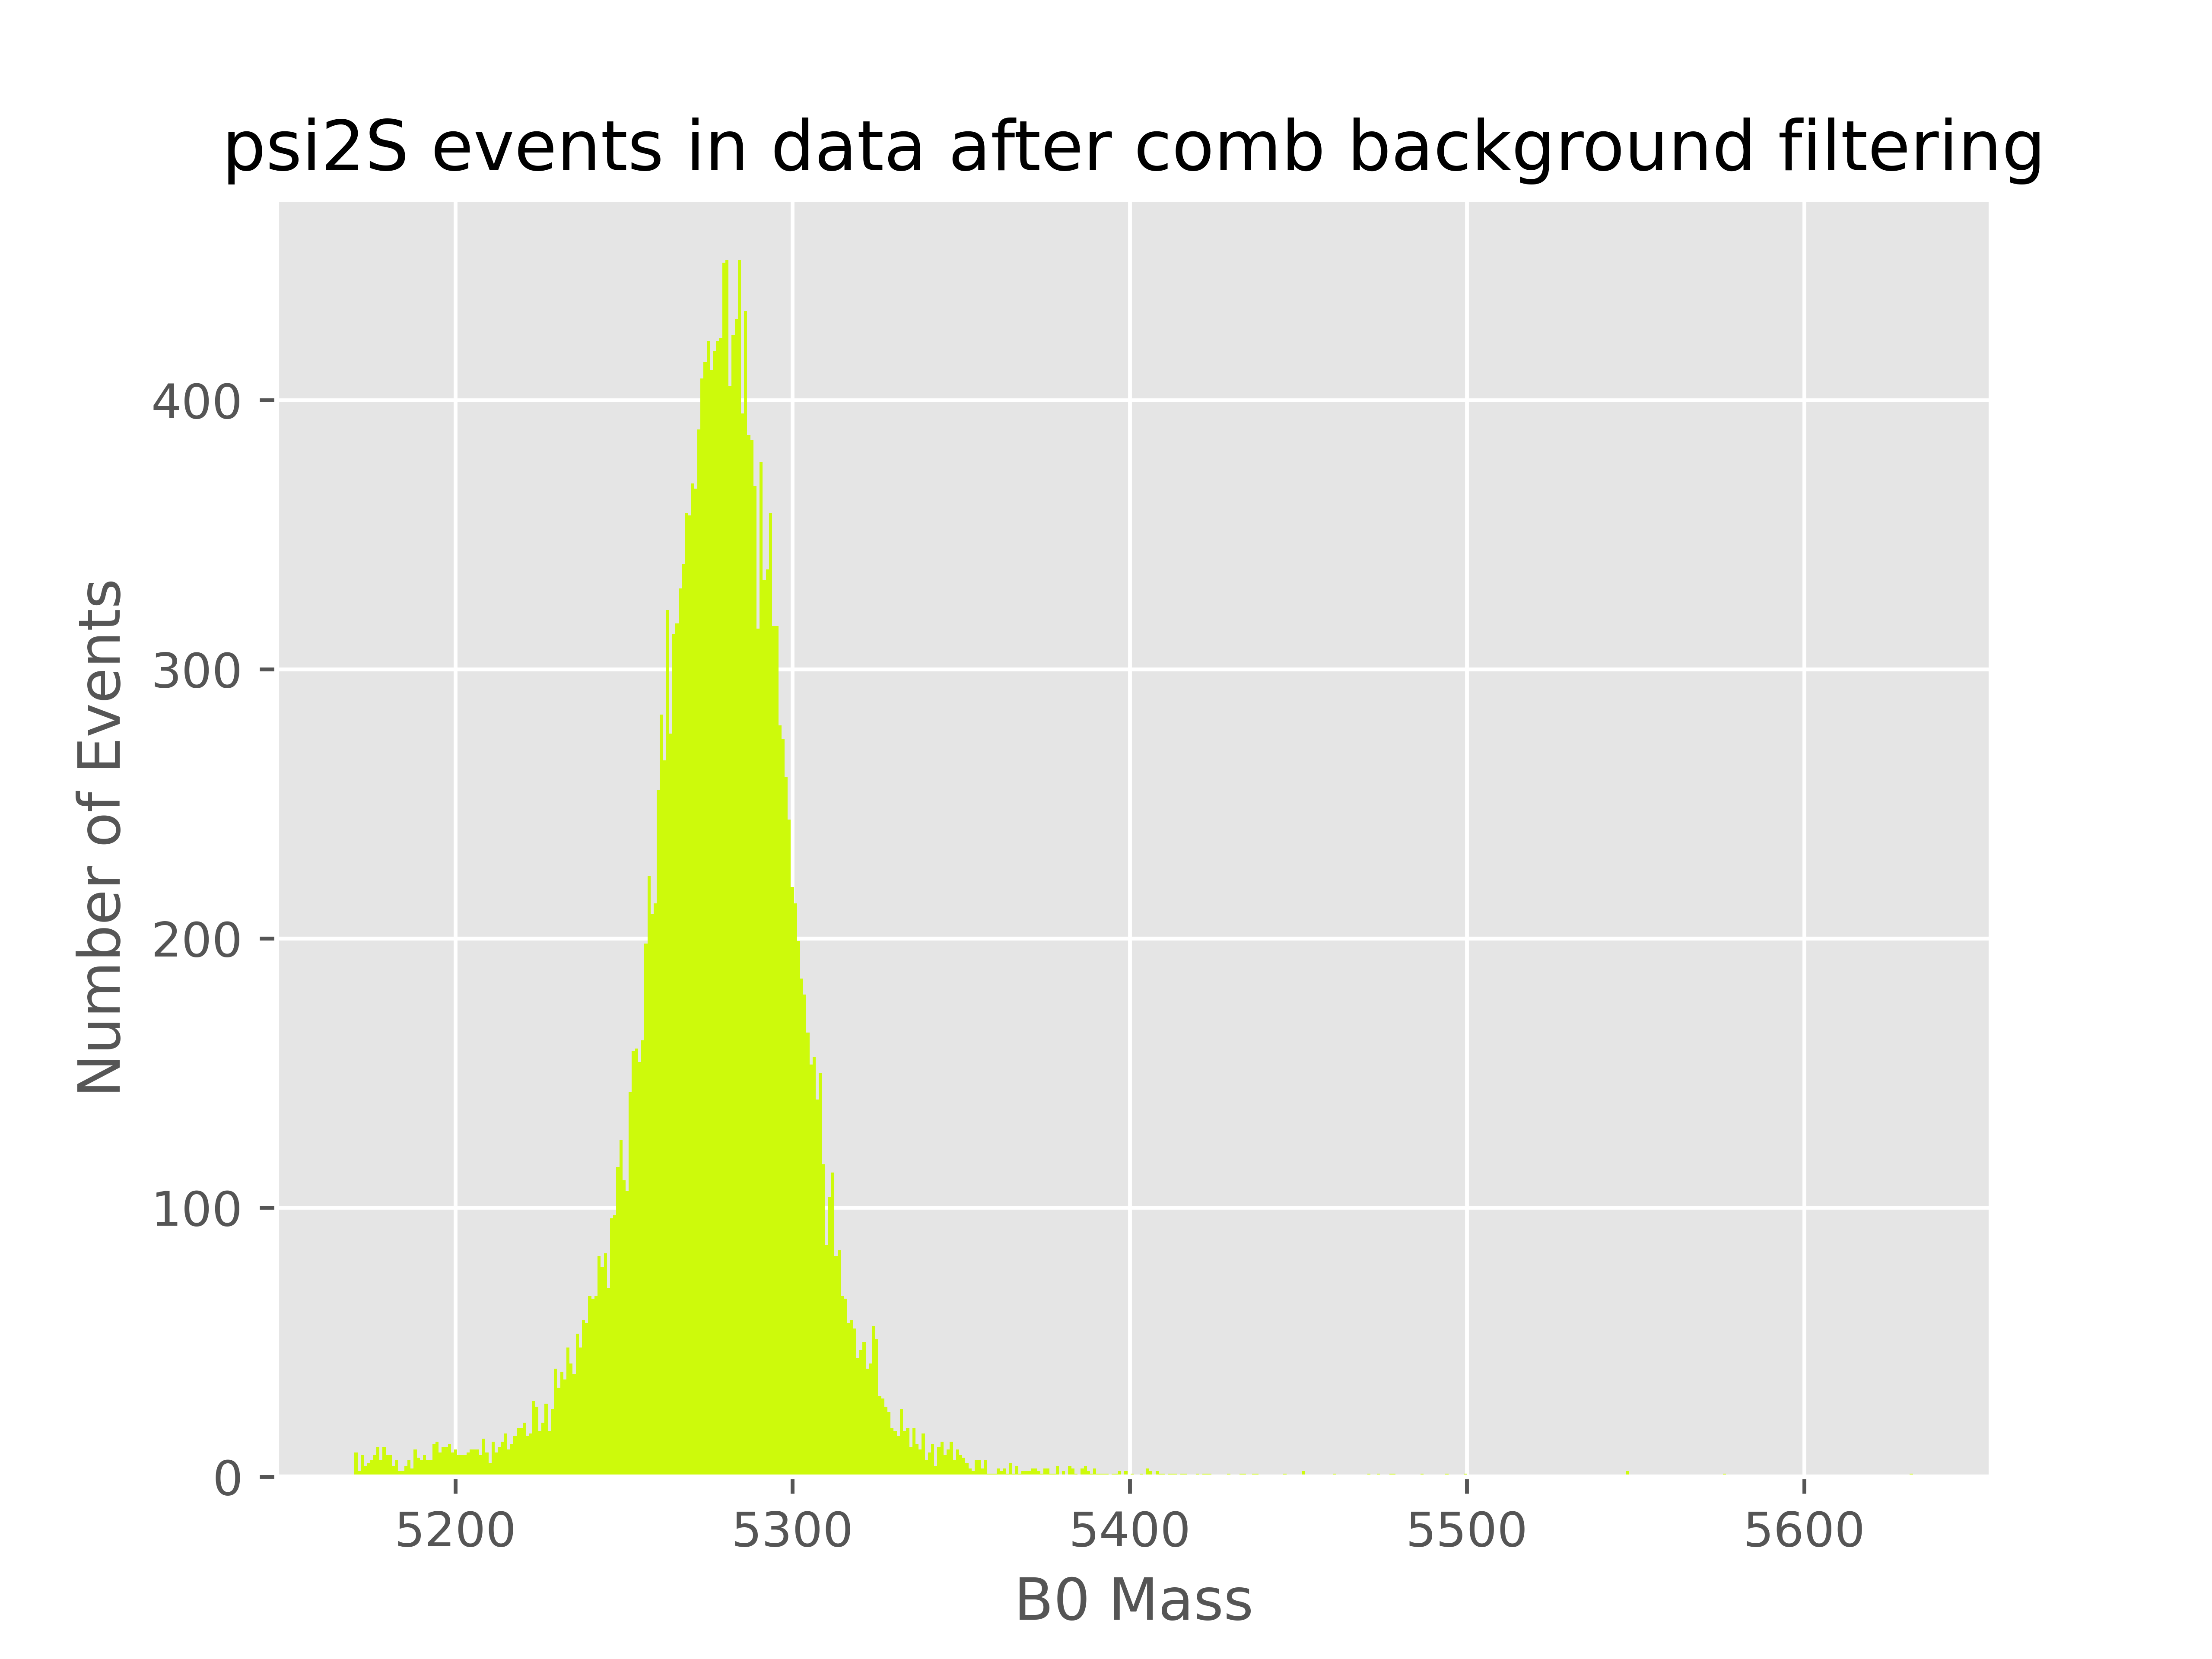 psi2S events in data after comb background filtering
Number of Events
400
300
200
100
0
5200 5300 5400 5500 5600
B0 Mass